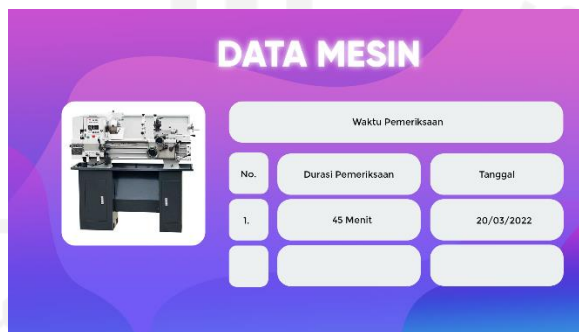 DATA MESIN
Waktu Pemeriksaan
No. Durasi Pemeriksaan Tanggal
1. 45 Menit 20/03/2022